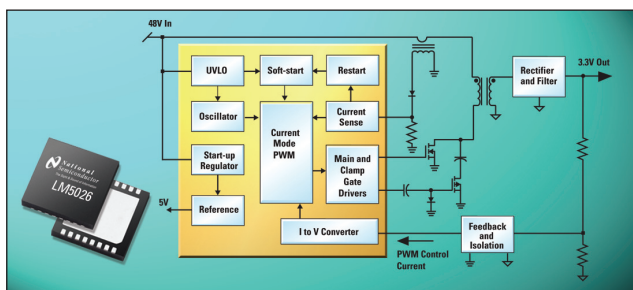 48V In
UVLO
Soft-start
Restart
Rectifier
and Filter
3.3V Out
Oscillator
Current
Mode
PWM
Current
Sense
Start-up
Regulator
Main and
Clamp
Gate
Drivers
5V
Reference
I to V Converter
Feedback
and
Isolation
PWM Control
Current
National
Semiconductor
LM5026